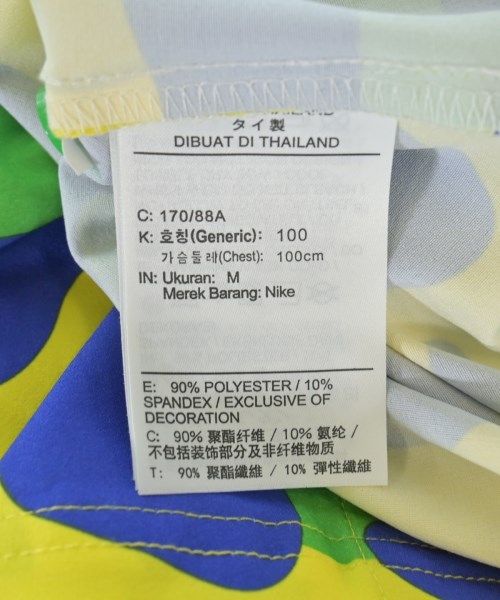 タイ製
DIBUAT DI THAILAND
C: 170/88A
K: 호칭(Generic): 100
가슴둘레(Chest): 100cm
IN: Ukuran: M
Merek Barang: Nike
E: 90% POLYESTER / 10%
SPANDEX / EXCLUSIVE OF
DECORATION
C: 90% 聚酯纤维 / 10% 氨纶 /
不包括装饰部分及非纤维物质
T: 90% 聚酯纖維 / 10% 彈性纖維